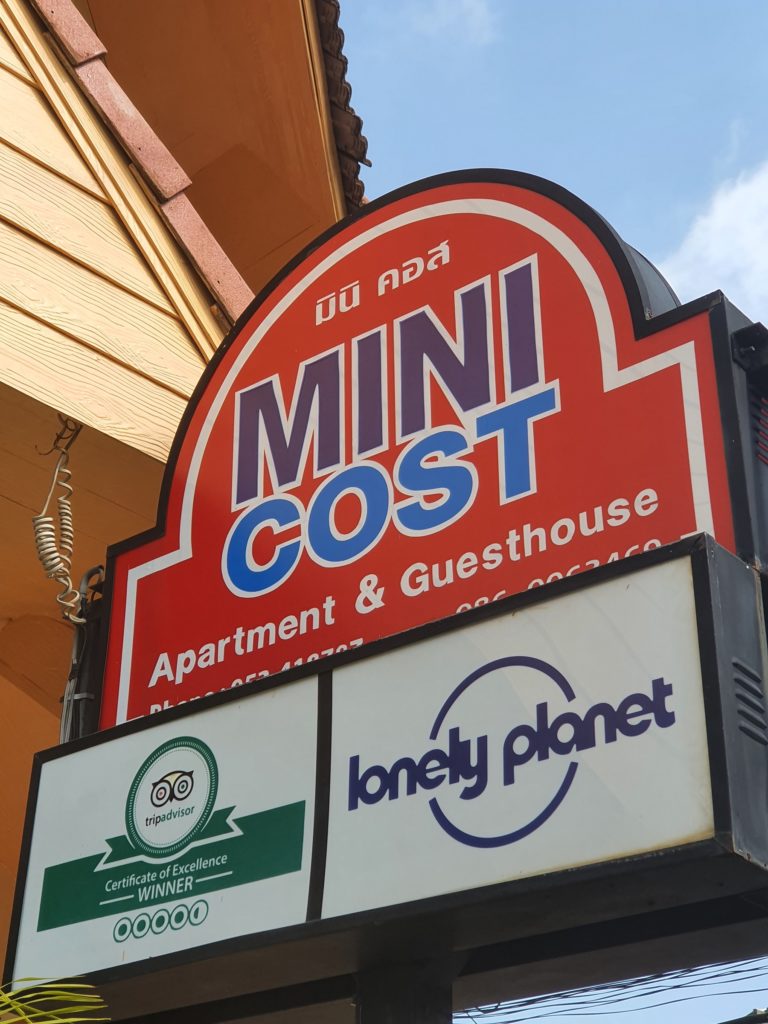 มินิ คอส์
MINI
COST
Apartment & Guesthouse
tripadvisor
Certificate of Excellence
WINNER
lonely planet